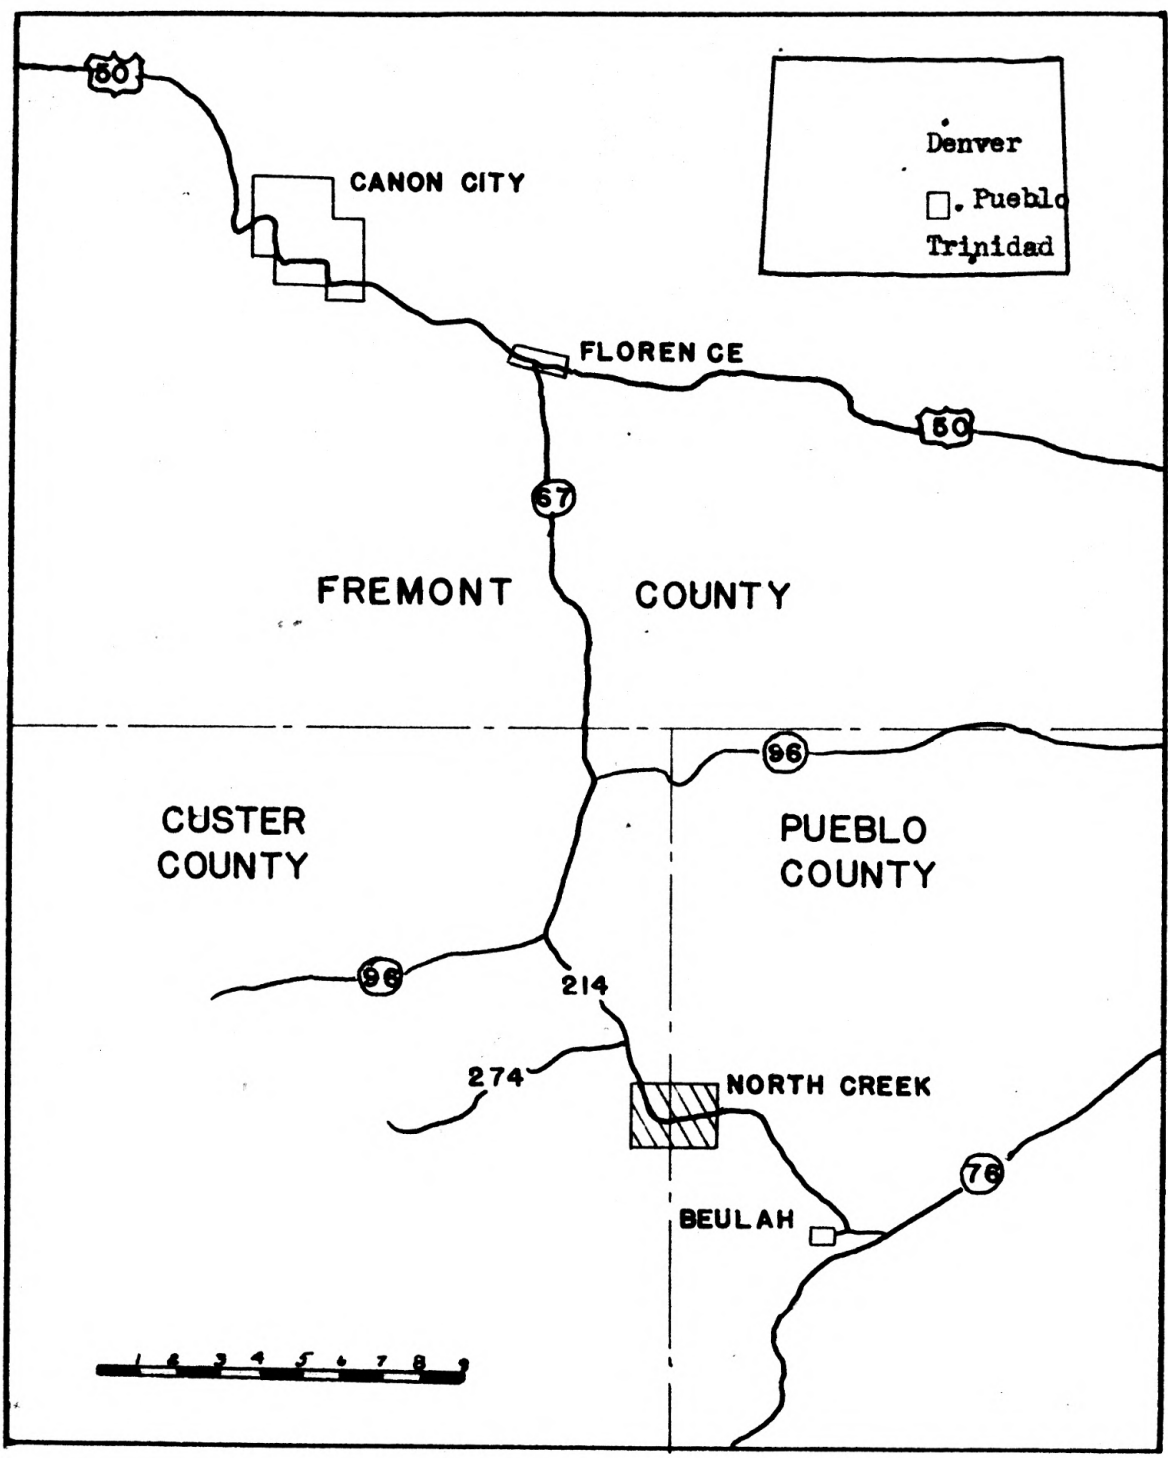 50
CANON CITY
Denver
. Pueblo
Trinidad
FLOREN CE
50
67
FREMONT COUNTY
96
CUSTER
COUNTY
PUEBLO
COUNTY
96
214
274
NORTH CREEK
76
BEULAH
1 2 3 4 5 6 7 8 9